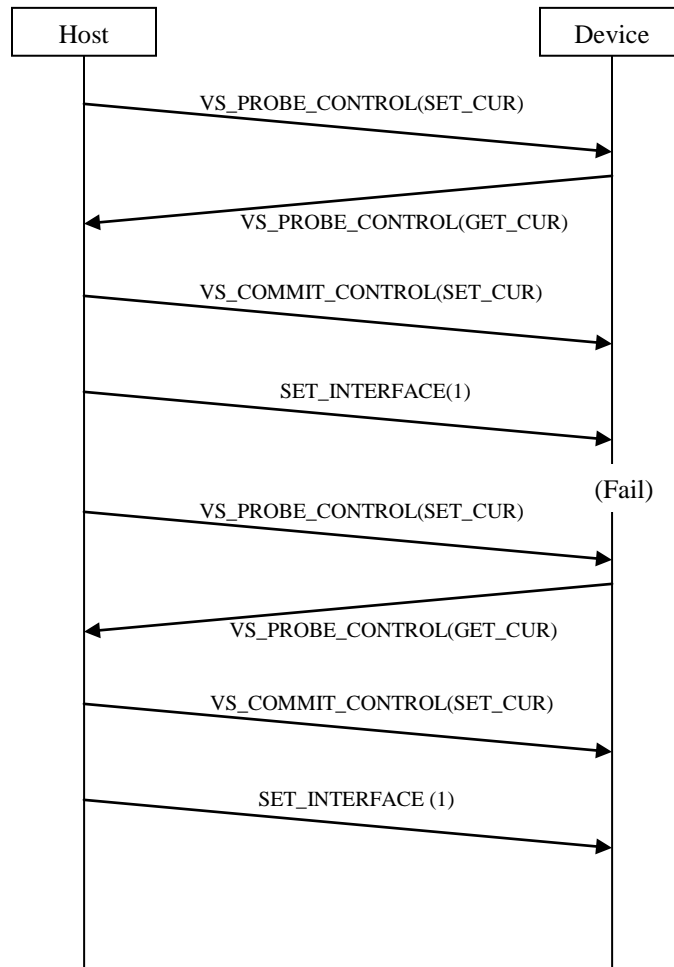 Host
Device
VS_PROBE_CONTROL(SET_CUR)
VS_PROBE_CONTROL(GET_CUR)
VS_COMMIT_CONTROL(SET_CUR)
SET_INTERFACE(1)
(Fail)
VS_PROBE_CONTROL(SET_CUR)
VS_PROBE_CONTROL(GET_CUR)
VS_COMMIT_CONTROL(SET_CUR)
SET_INTERFACE (1)